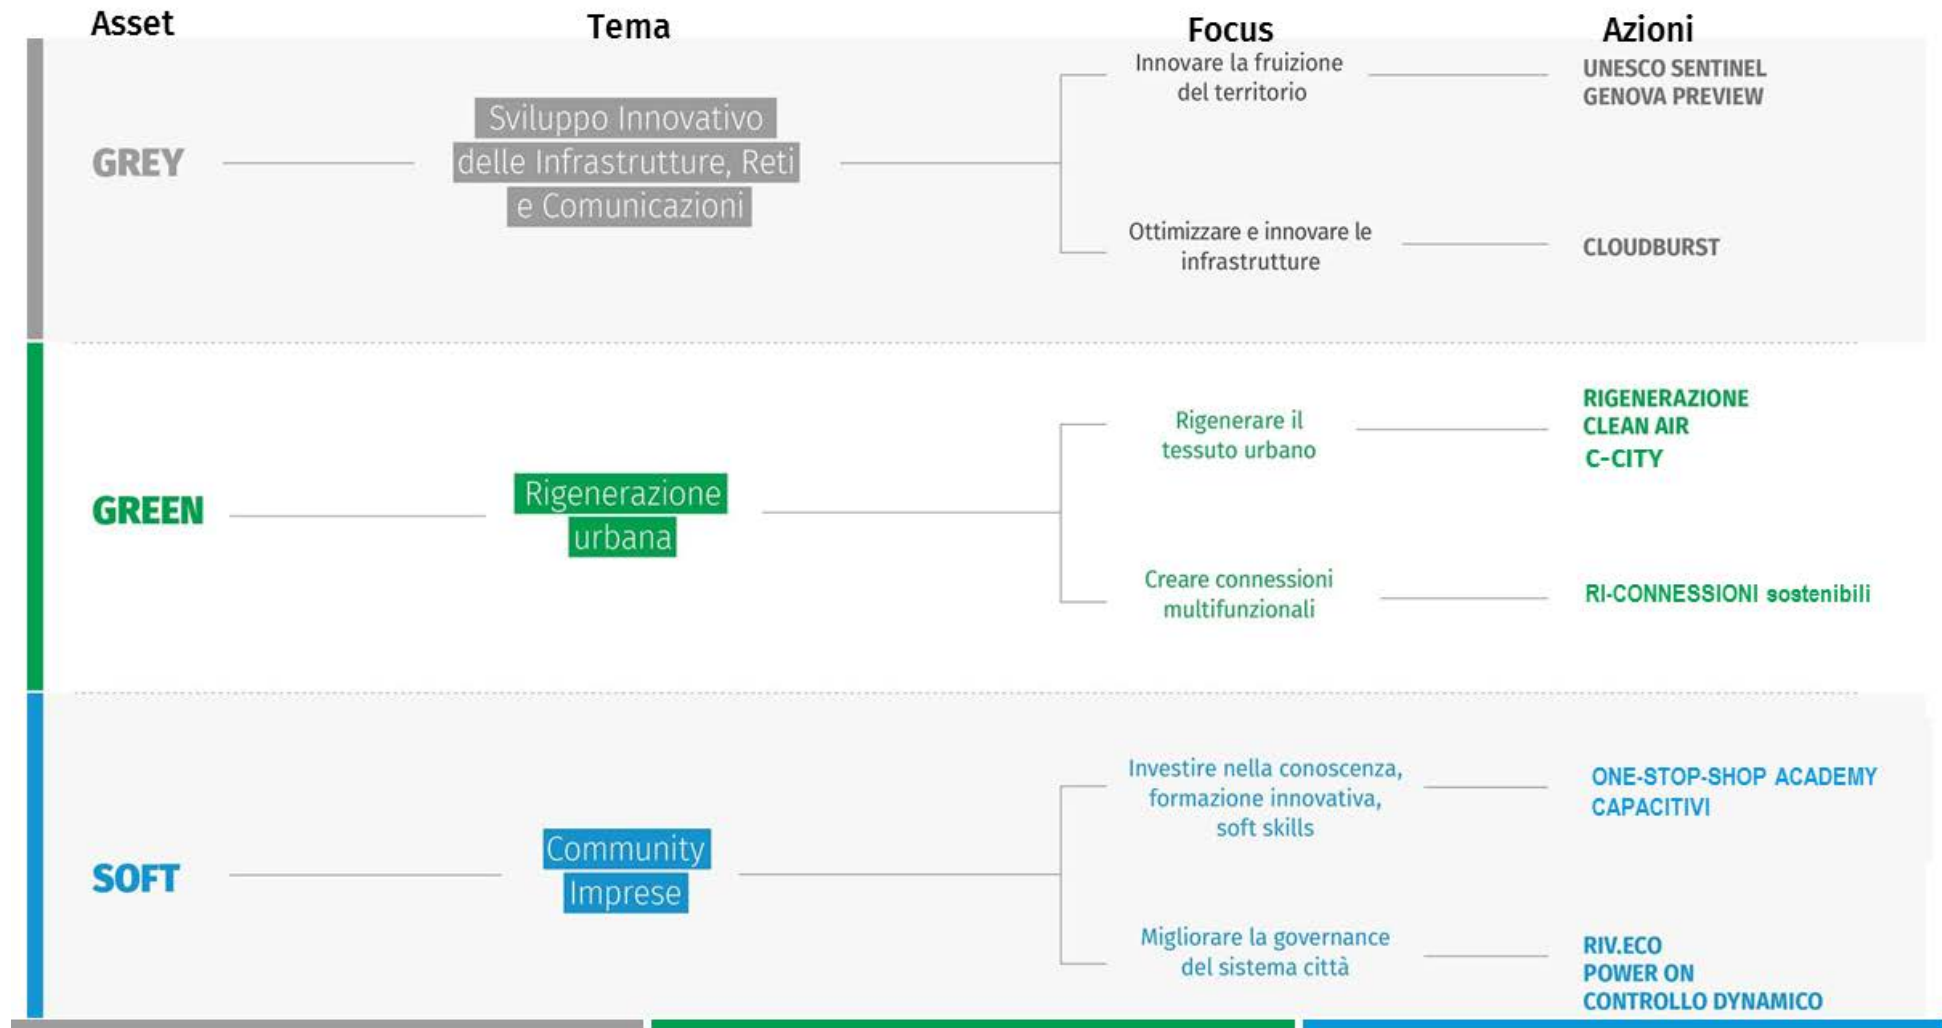 Asset
Tema
Focus
Azioni
GREY
Sviluppo Innovativo
delle Infrastrutture, Reti
e Comunicazioni
Innovare la fruizione
del territorio
UNESCO SENTINEL
GENOVA PREVIEW
Ottimizzare e innovare le
infrastrutture
CLOUDBURST
GREEN
Rigenerazione
urbana
Rigenerare il
tessuto urbano
RIGENERAZIONE
CLEAN AIR
C-CITY
Creare connessioni
multifunzionali
RI-CONNESSIONI sostenibili
SOFT
Community
Imprese
Investire nella conoscenza,
formazione innovativa,
soft skills
ONE-STOP-SHOP ACADEMY
CAPACITIVI
Migliorare la governance
del sistema città
RIV.ECO
POWER ON
CONTROLLO DYNAMICO